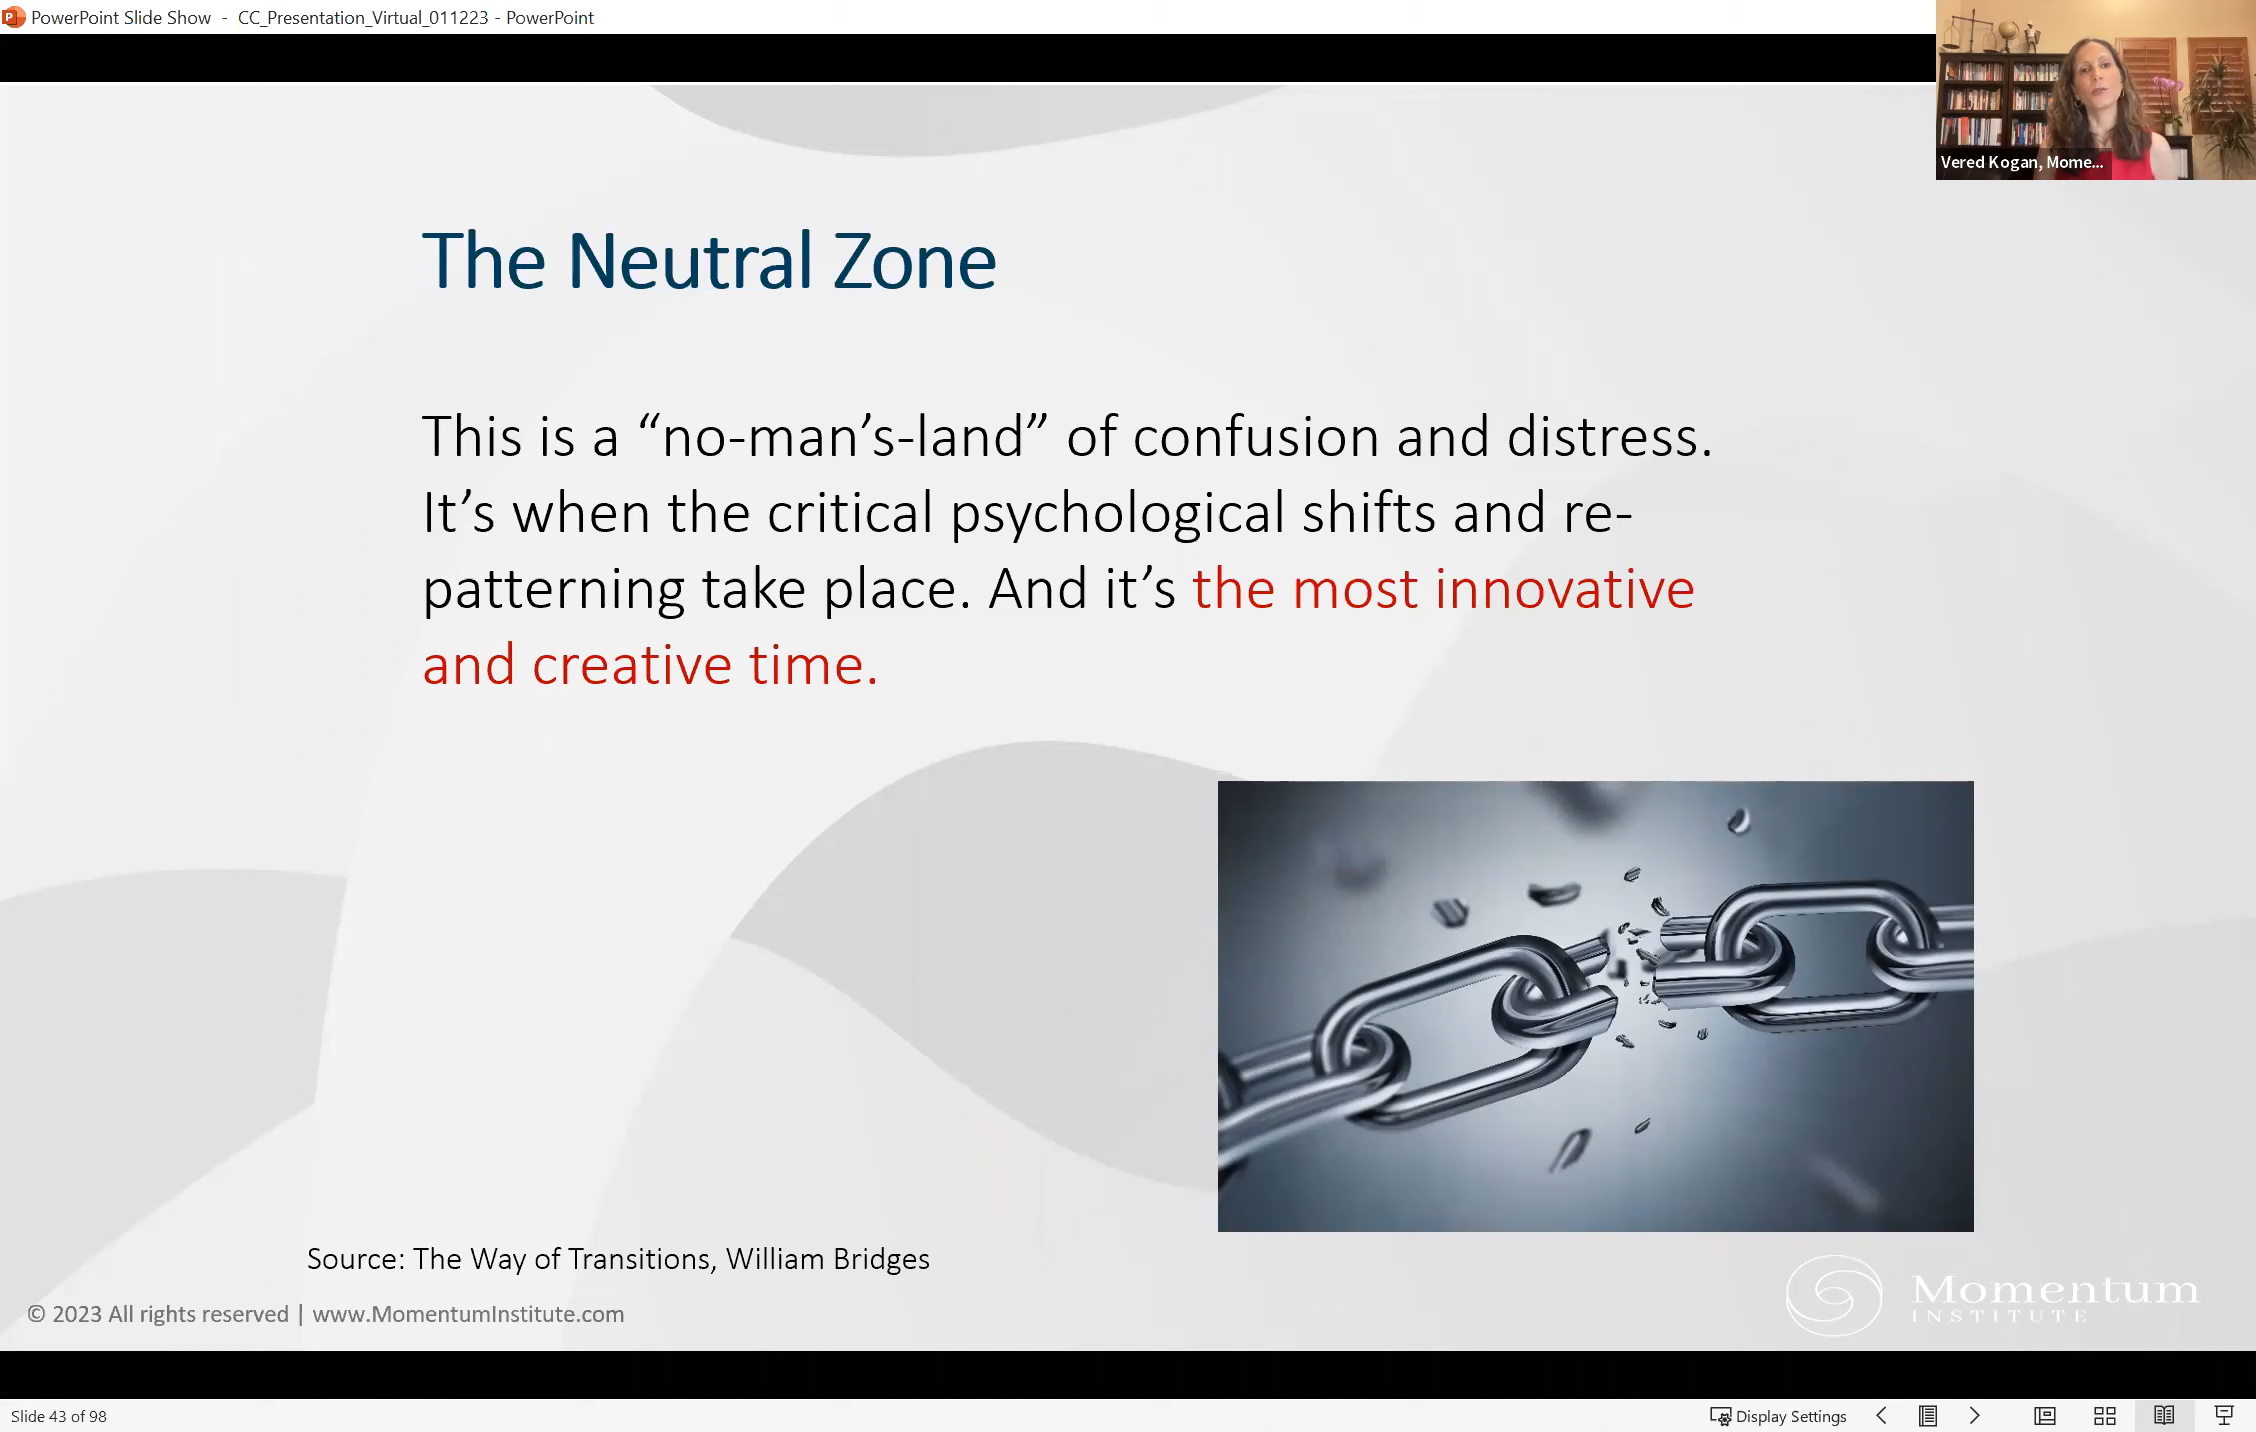 PowerPoint Slide Show - CC_Presentation_Virtual_011223 - PowerPoint
Vered Kogan, Mome...
The Neutral Zone
This is a “no-man’s-land” of confusion and distress.
It’s when the critical psychological shifts and re-
patterning take place. And it’s the most innovative
and creative time.
Source: The Way of Transitions, William Bridges
© 2023 All rights reserved | www.MomentumInstitute.com
Momentum
INSTITUTE
Slide 43 of 98
Display Settings